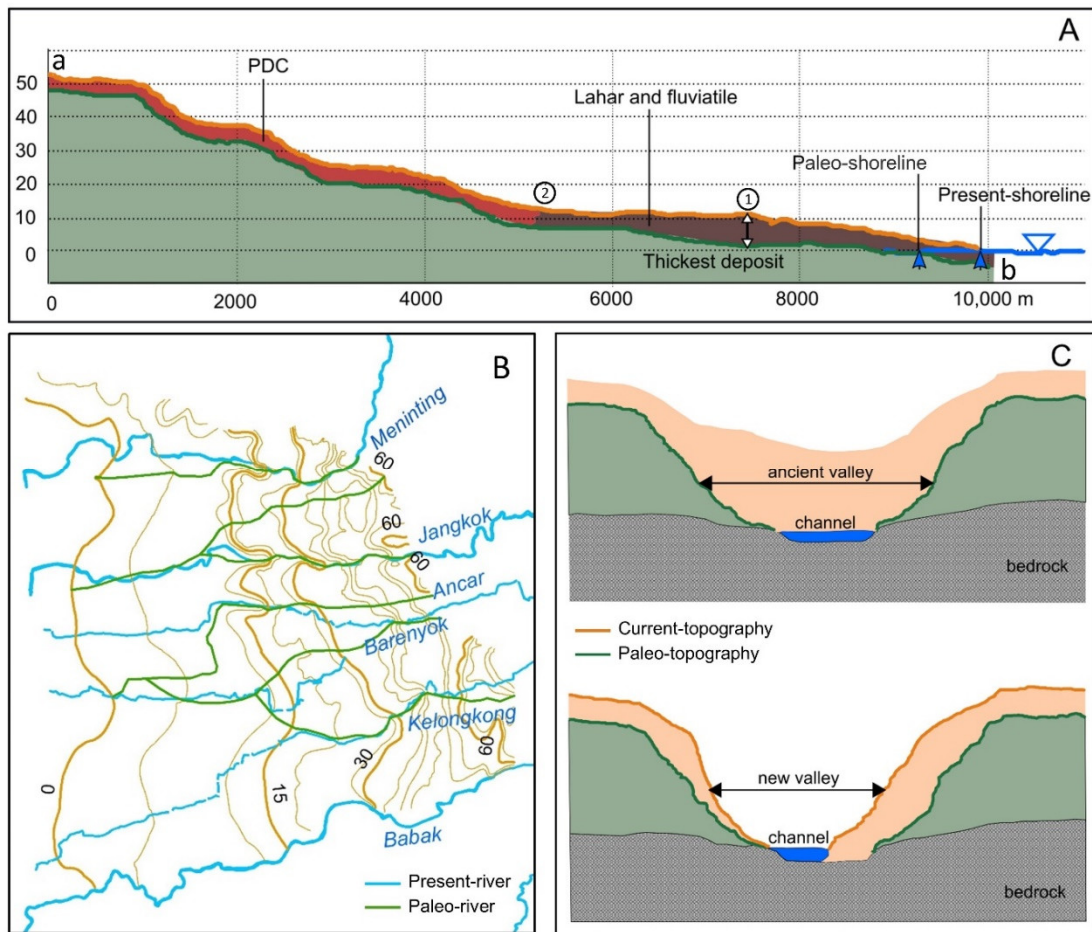 A
a
PDC
50
40
30
20
10
0
Lahar and fluviatile
Paleo-shoreline
Present-shoreline
②
①
Thickest deposit
b
0
2000
4000
6000
8000
10,000 m
B
Meninting
60
Jangkok
60
60
Ancar
Barenyok
Kelongkong
60
30
15
0
Babak
Present-river
Paleo-river
C
ancient valley
channel
bedrock
Current-topography
Paleo-topography
new valley
channel
bedrock